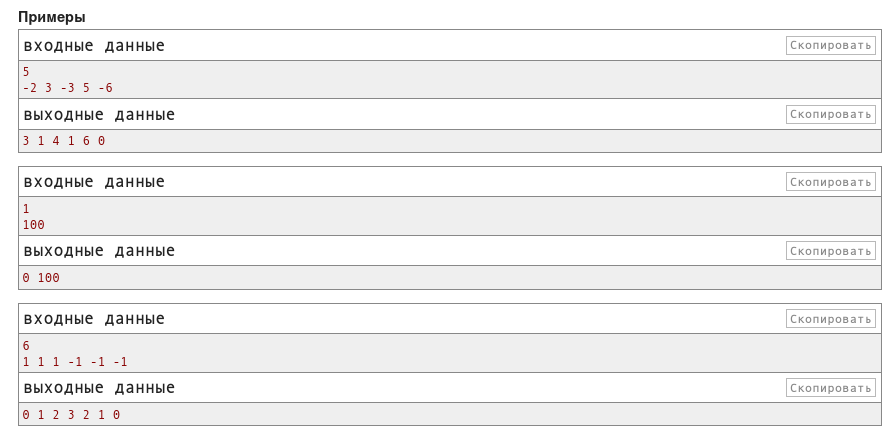 Примеры
входные данные
Скопировать
5
-2 3 -3 5 -6
выходные данные
Скопировать
3 1 4 1 6 0
входные данные
Скопировать
1
100
выходные данные
Скопировать
0 100
входные данные
Скопировать
6
1 1 1 -1 -1 -1
выходные данные
Скопировать
0 1 2 3 2 1 0